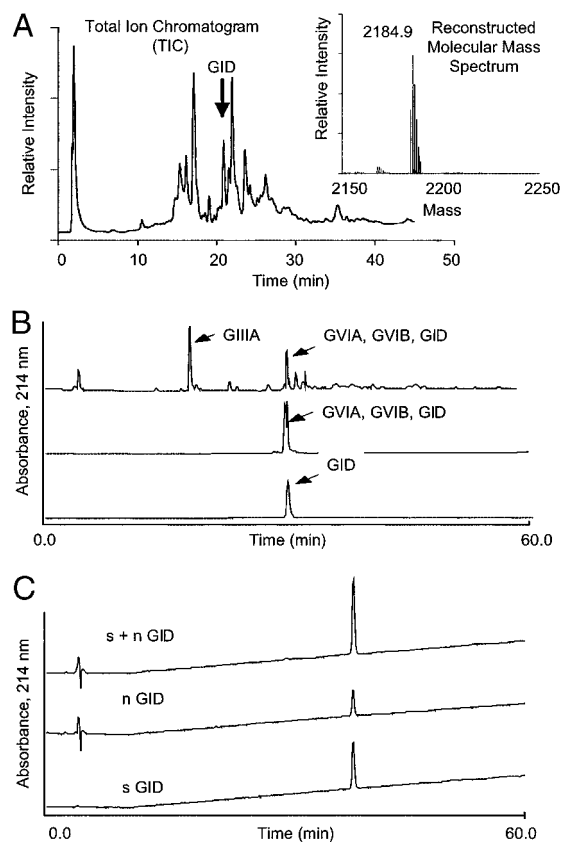 A
Total Ion Chromatogram
(TIC)
GID
Relative Intensity
0
10
20
30
40
50
Time (min)
2184.9
Reconstructed
Molecular Mass
Spectrum
Relative Intensity
2150
2200
2250
Mass
B
GIIIA
GVIA, GVIB, GID
GVIA, GVIB, GID
GID
Absorbance, 214 nm
0.0
Time (min)
60.0
C
s + n GID
n GID
s GID
Absorbance, 214 nm
0.0
Time (min)
60.0